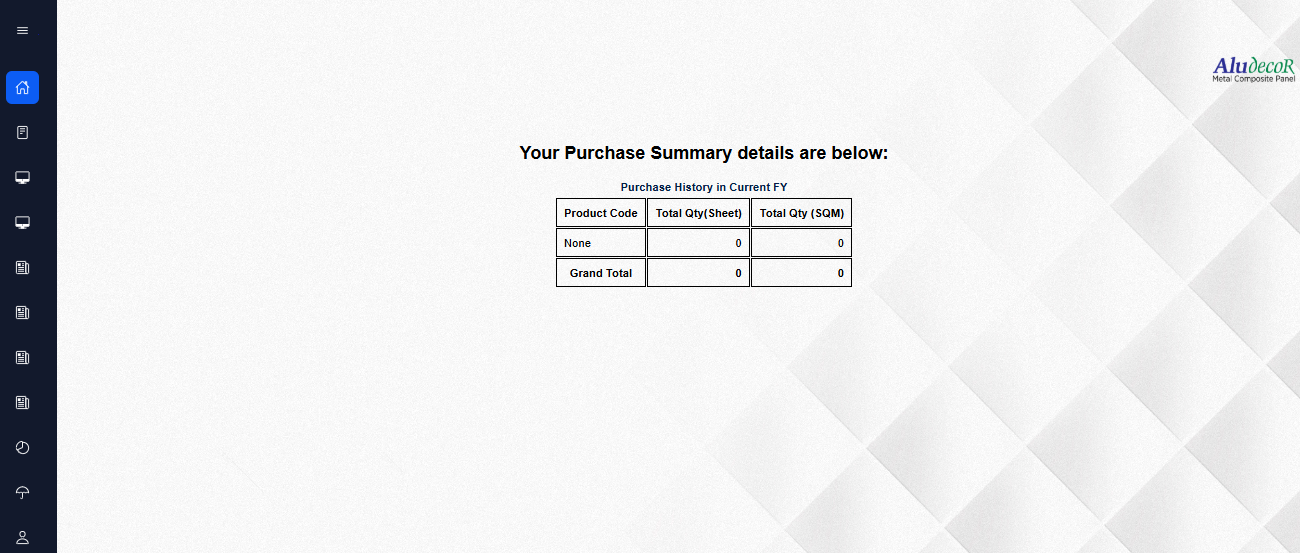 AludecoR
Metal Composite Panel
Your Purchase Summary details are below:
Purchase History in Current FY
Product Code Total Qty(Sheet) Total Qty (SQM)
None 0 0
Grand Total 0 0